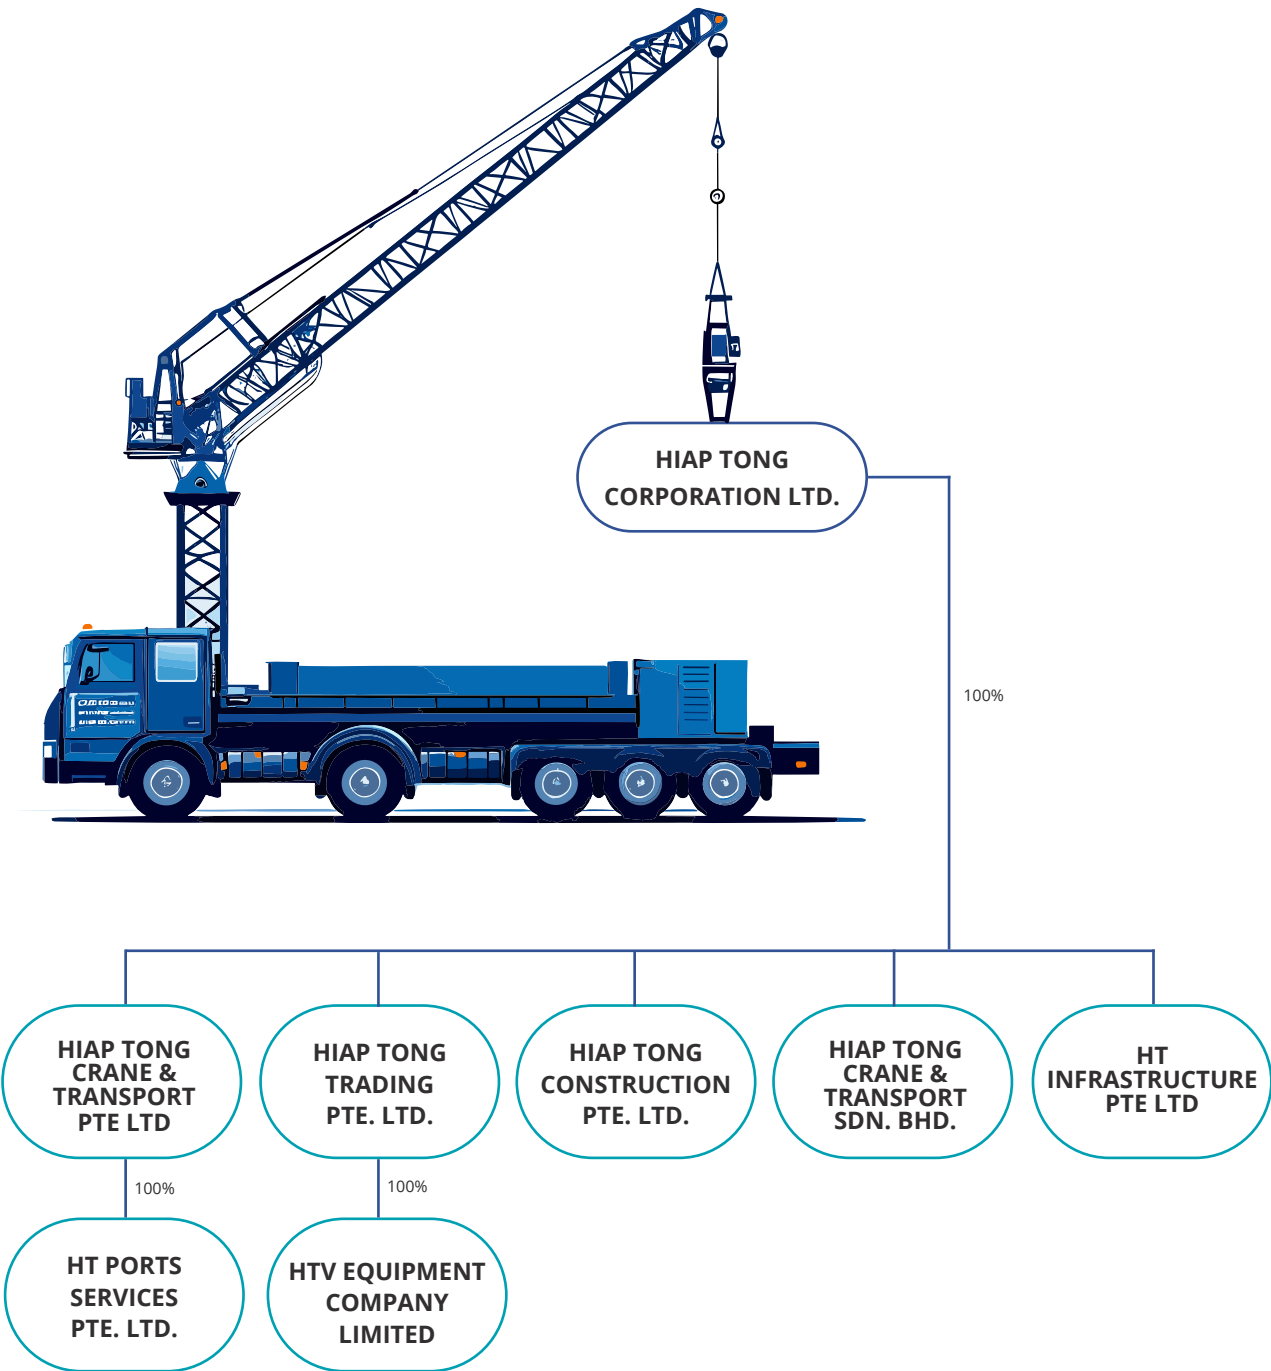 HIAP TONG
CORPORATION LTD.
100%
HIAP TONG
CRANE &
TRANSPORT
PTE LTD
HIAP TONG
TRADING
PTE. LTD.
HIAP TONG
CONSTRUCTION
PTE. LTD.
HIAP TONG
CRANE &
TRANSPORT
SDN. BHD.
HT
INFRASTRUCTURE
PTE LTD
100%
100%
HT PORTS
SERVICES
PTE. LTD.
HTV EQUIPMENT
COMPANY
LIMITED